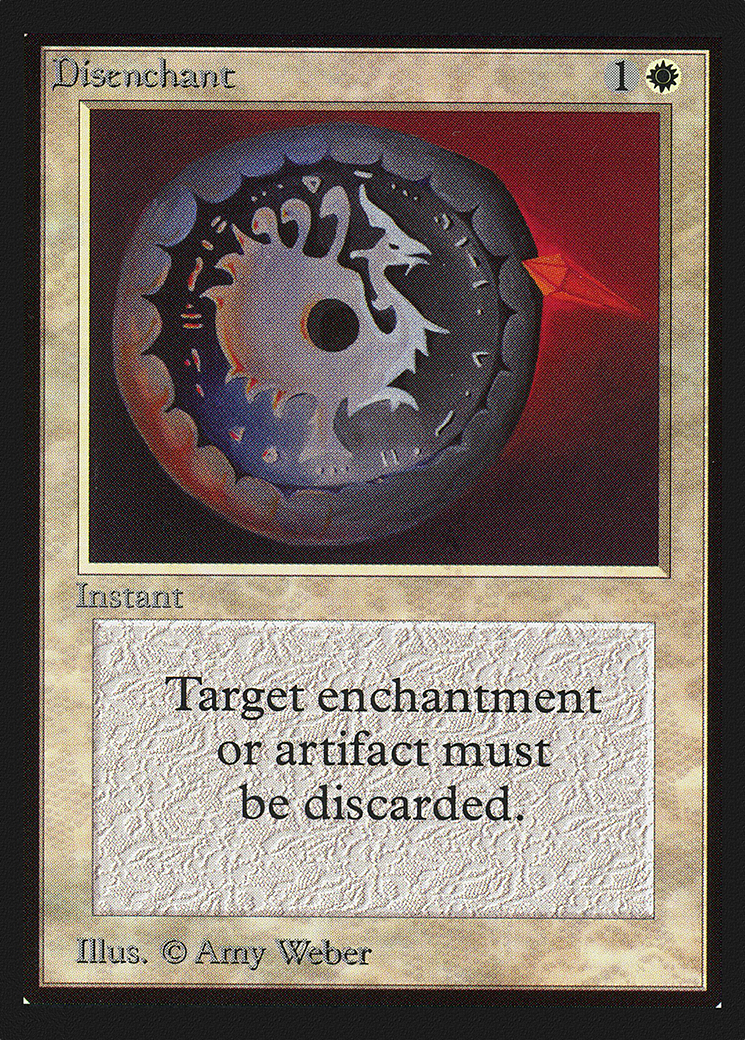 Disenchant 1
Instant
Target enchantment
or artifact must
be discarded.
Illus. © Amy Weber